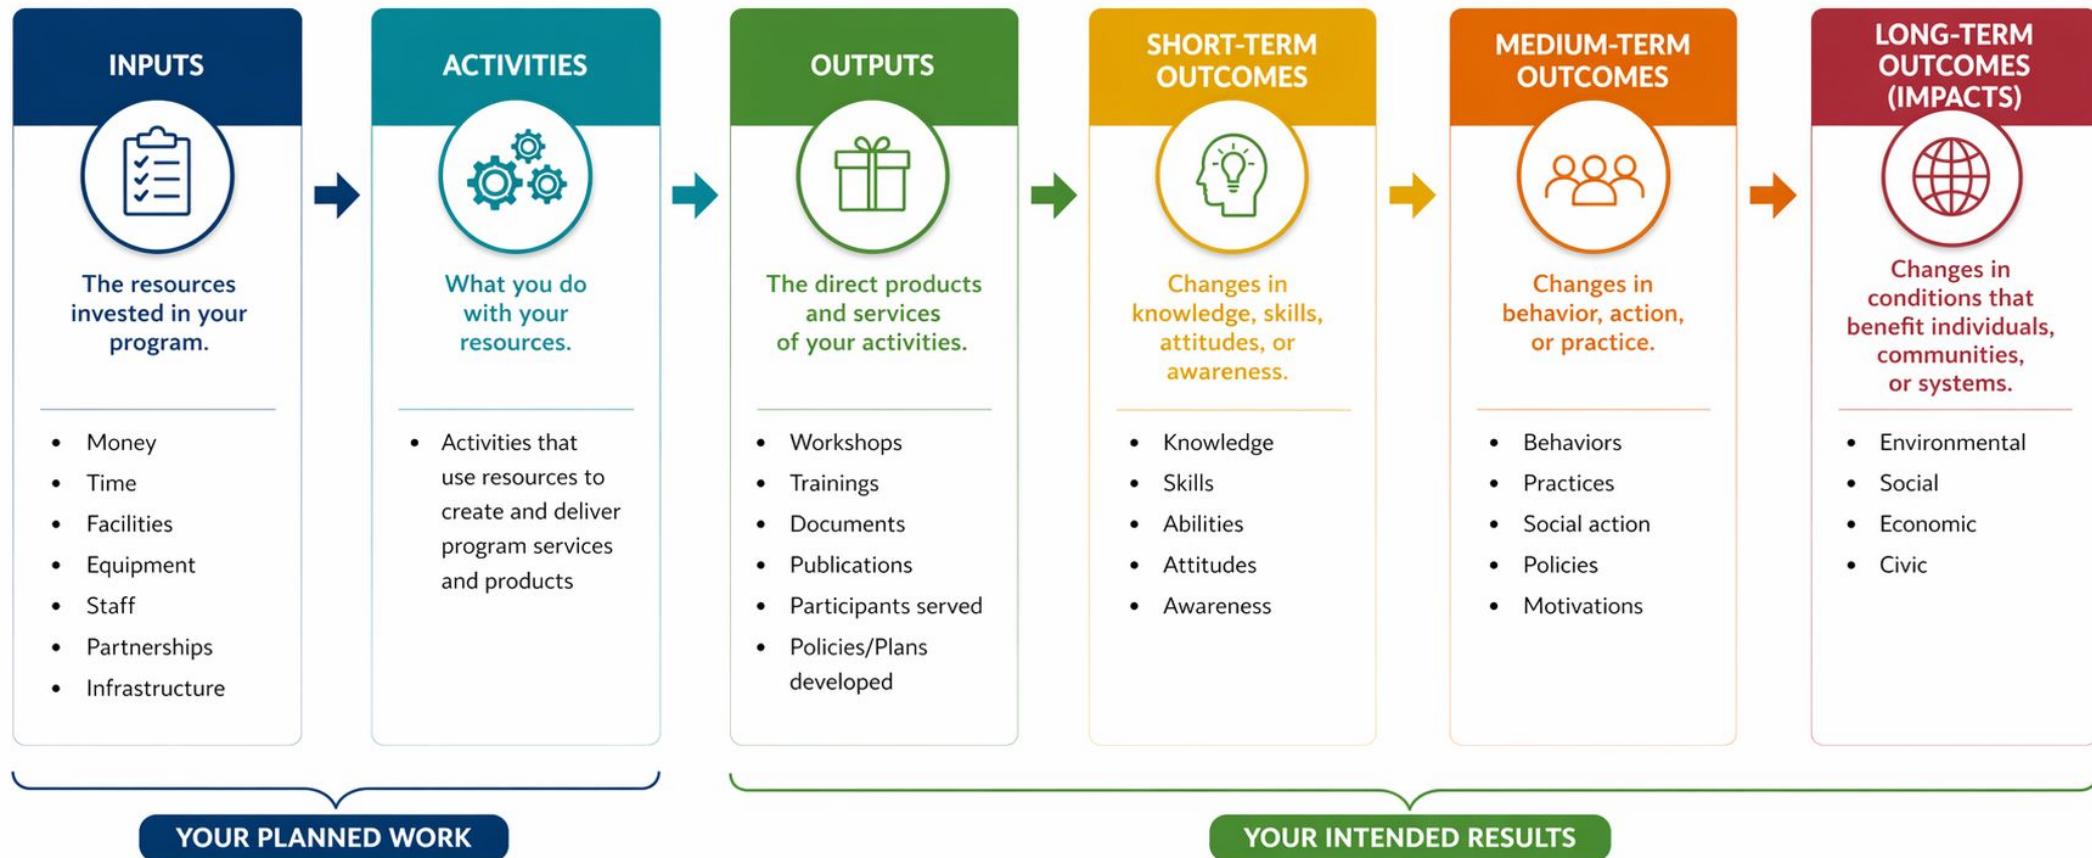 INPUTS
The resources
invested in your
program.
• Money
• Time
• Facilities
• Equipment
• Staff
• Partnerships
• Infrastructure
ACTIVITIES
What you do
with your
resources.
• Activities that
use resources to
create and deliver
program services
and products
OUTPUTS
The direct products
and services
of your activities.
• Workshops
• Trainings
• Documents
• Publications
• Participants served
• Policies/Plans
developed
SHORT-TERM
OUTCOMES
Changes in
knowledge, skills,
attitudes, or
awareness.
• Knowledge
• Skills
• Abilities
• Attitudes
• Awareness
MEDIUM-TERM
OUTCOMES
Changes in
behavior, action,
or practice.
• Behaviors
• Practices
• Social action
• Policies
• Motivations
LONG-TERM
OUTCOMES
(IMPACTS)
Changes in
conditions that
benefit individuals,
communities,
or systems.
• Environmental
• Social
• Economic
• Civic
YOUR PLANNED WORK
YOUR INTENDED RESULTS